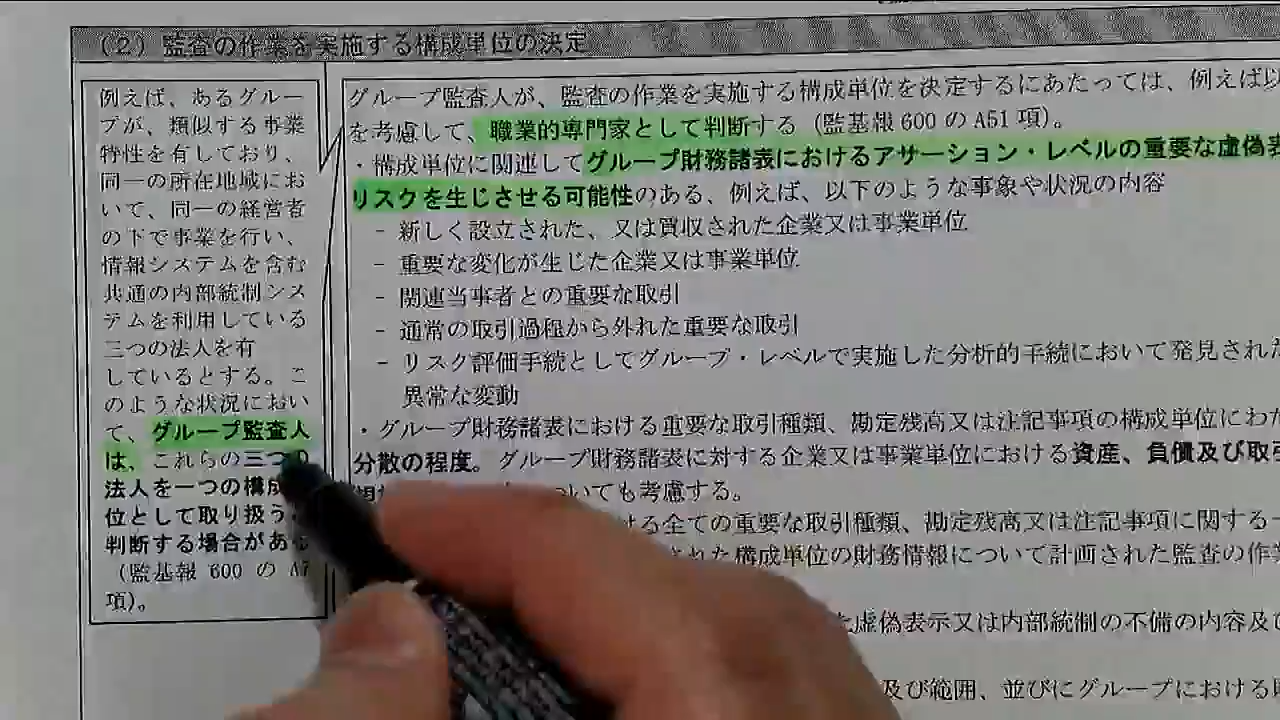 （2）監査の作業を実施する構成単位の決定
例えば、あるグルー
プが、類似する事業
特性を有しており、
同一の所在地域にお
いて、同一の経営者
の下で事業を行い、
情報システムを含む
共通の内部統制シス
テムを利用している
三つの法人を有
しているとする。こ
のような状況におい
て、グループ監査人
は、これらの三つの
法人を一つの構成
位として取り扱う
判断する場合がある
（監基報 600 の A7
項）。
グループ監査人が、監査の作業を実施する構成単位を決定するにあたっては、例えば以
を考慮して、職業的専門家として判断する（監基報 600 の A51 項）。
・構成単位に関連してグループ財務諸表におけるアサーション・レベルの重要な虚偽表
リスクを生じさせる可能性のある、例えば、以下のような事象や状況の内容
- 新しく設立された、又は買収された企業又は事業単位
- 重要な変化が生じた企業又は事業単位
- 関連当事者との重要な取引
- 通常の取引過程から外れた重要な取引
- リスク評価手続としてグループ・レベルで実施した分析的手続において発見された
異常な変動
・グループ財務諸表における重要な取引種類、勘定残高又は注記事項の構成単位にわた
分散の程度。グループ財務諸表に対する企業又は事業単位における資産、負債及び取引
ついても考慮する。
る全ての重要な取引種類、勘定残高又は注記事項に関する
された構成単位の財務情報について計画された監査の作業
虚偽表示又は内部統制の不備の内容及び
及び範囲、並びにグループにおける